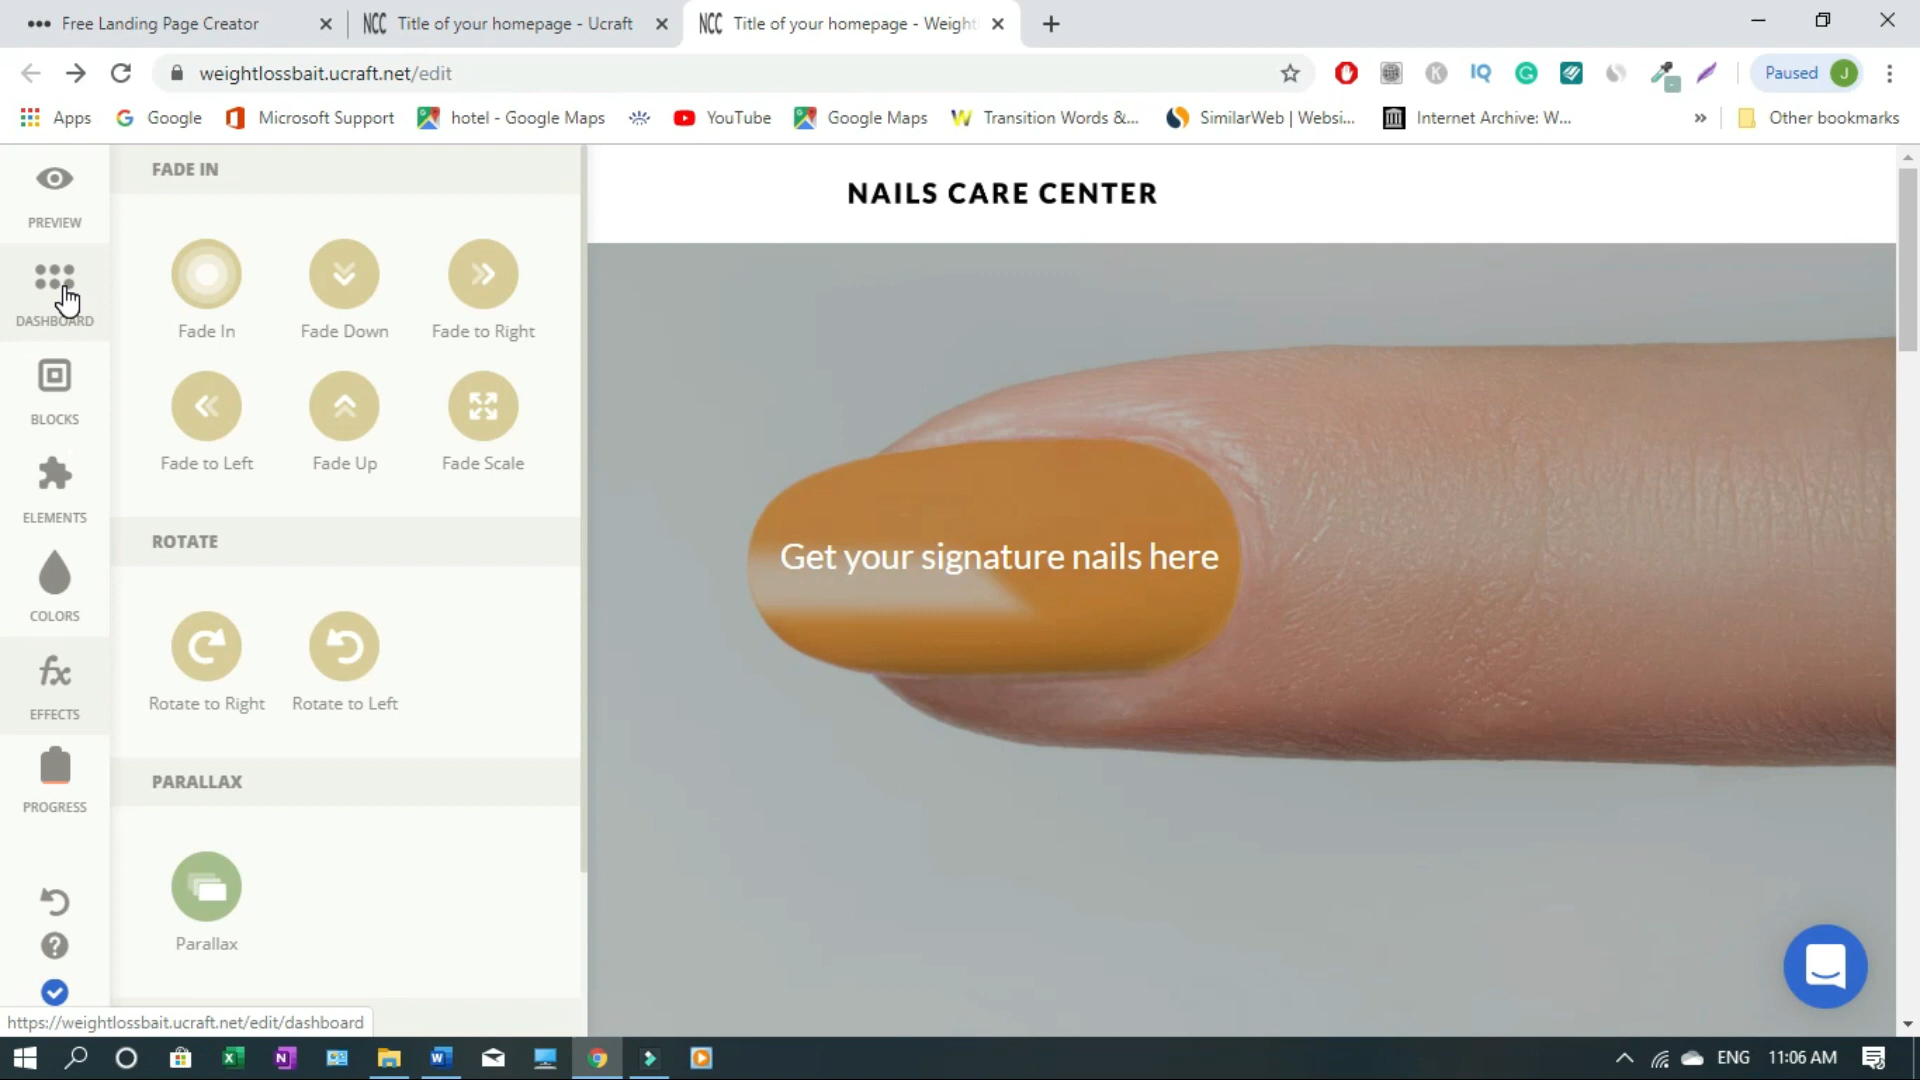 Free Landing Page Creator
NCC Title of your homepage - Ucraft
NCC Title of your homepage - Weight
weightlossbait.ucraft.net/edit
K IQ G
Paused J
Apps
Google
Microsoft Support
hotel - Google Maps
YouTube
Google Maps
W Transition Words &...
SimilarWeb | Websi...
Internet Archive: W...
»
Other bookmarks
PREVIEW
DASHBOARD
BLOCKS
ELEMENTS
COLORS
fx
EFFECTS
PROGRESS
?
FADE IN
Fade In
Fade Down
Fade to Right
Fade to Left
Fade Up
Fade Scale
ROTATE
Rotate to Right
Rotate to Left
PARALLAX
Parallax
NAILS CARE CENTER
Get your signature nails here
https://weightlossbait.ucraft.net/edit/dashboard
ENG
11:06 AM